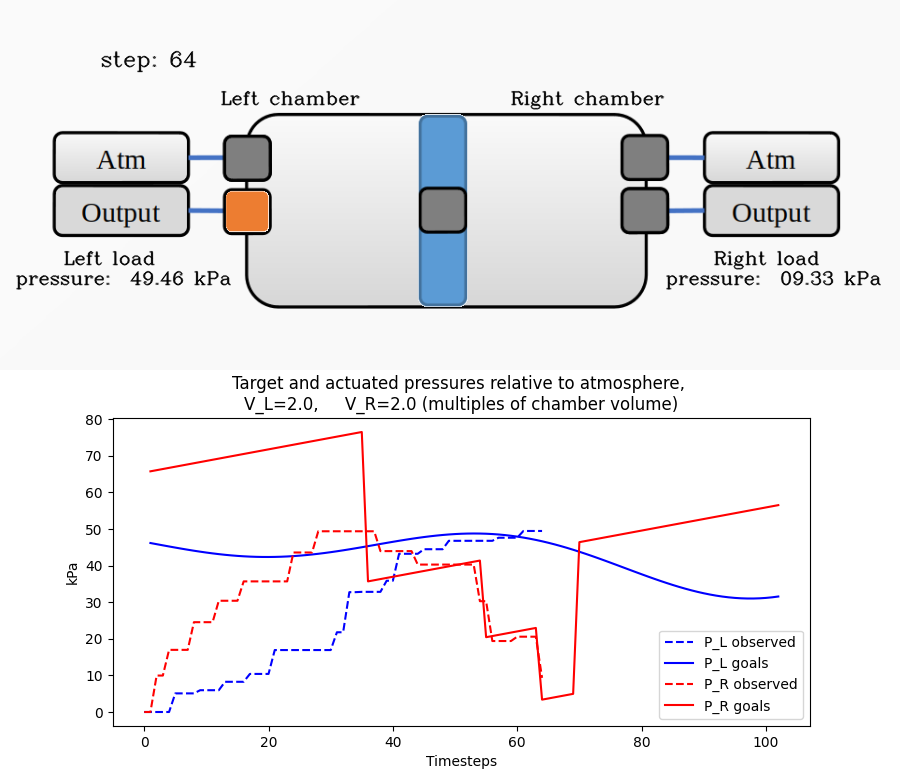 step: 64
Left chamber
Right chamber
Atm
Atm
Output
Output
Left load
pressure: 49.46 kPa
Right load
pressure: 09.33 kPa
Target and actuated pressures relative to atmosphere,
V_L=2.0, V_R=2.0 (multiples of chamber volume)
80
70
60
50
40
30
20
10
0
kPa
0 20 40 60 80 100
Timesteps
P_L observed
P_L goals
P_R observed
P_R goals